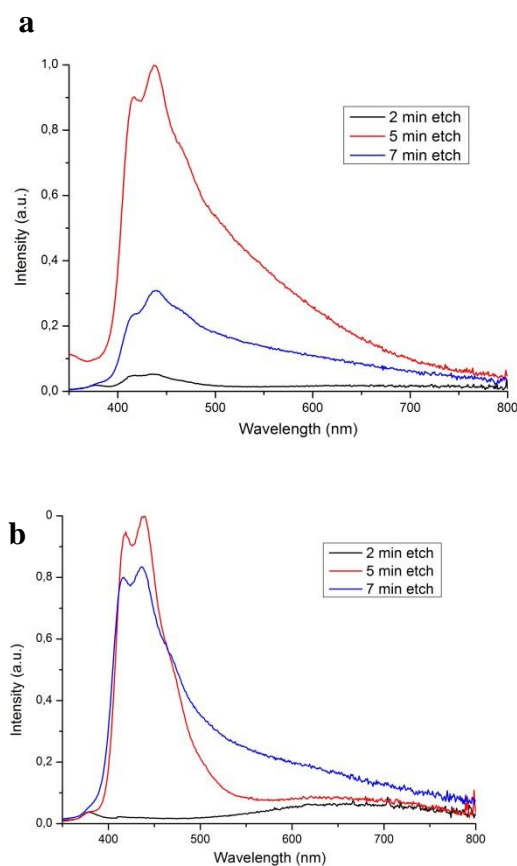 a
1,0
0,8
0,6
0,4
0,2
0,0
Intensity (a.u.)
2 min etch
5 min etch
7 min etch
400 500 600 700 800
Wavelength (nm)
b
0
0,8
0,6
0,4
0,2
0,0
Intensity (a.u.)
2 min etch
5 min etch
7 min etch
400 500 600 700 800
Wavelength (nm)